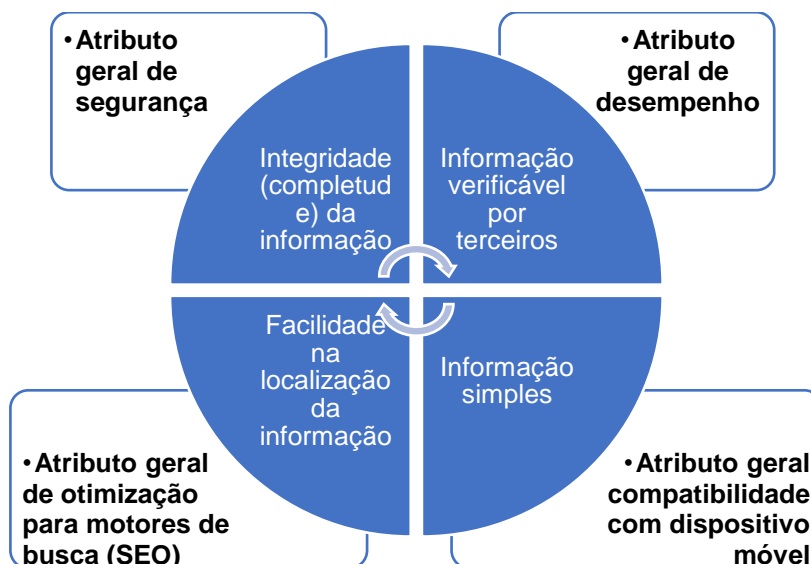 •Atributo
geral de
segurança
•Atributo
geral de
desempenho
Integridade
(completud
e) da
informação
Informação
verificável
por
terceiros
Facilidade
na
localização
da
informação
Informação
simples
•Atributo geral
de otimização
para motores de
busca (SEO)
•Atributo geral
compatibilidade
com dispositivo
móvel